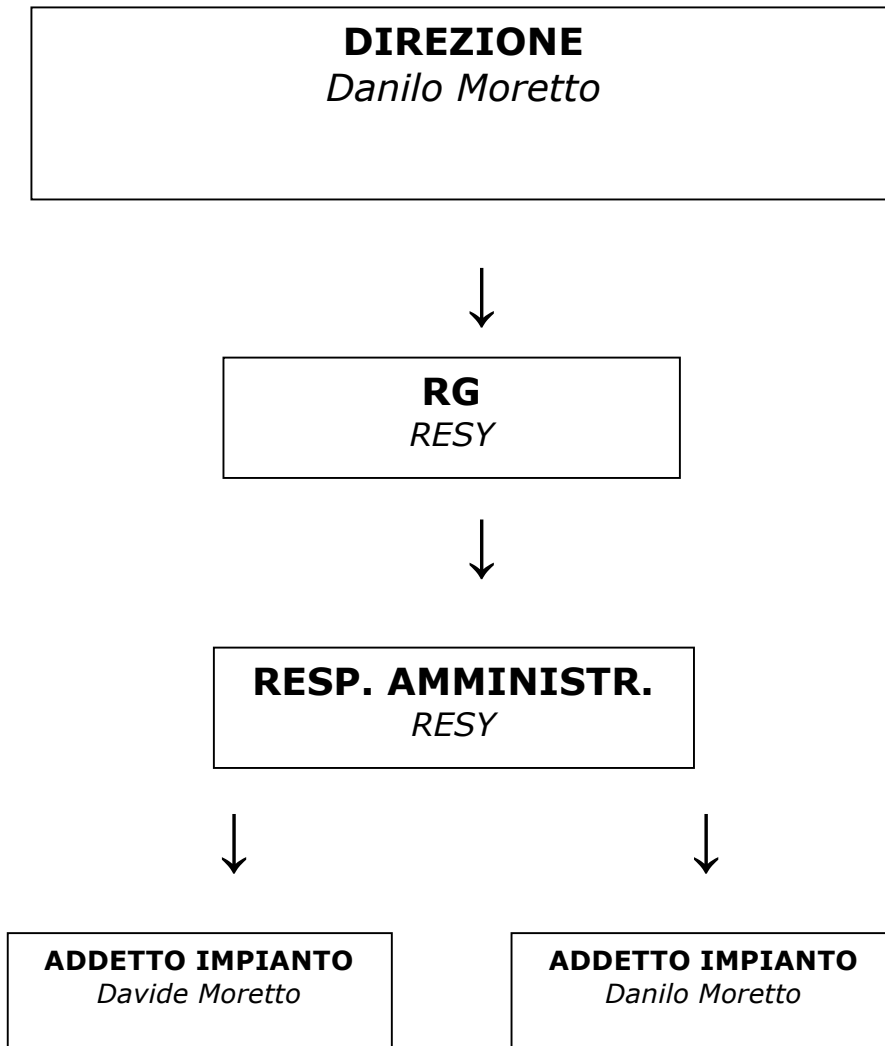 DIREZIONE
Danilo Moretto
RG
RESY
RESP. AMMINISTR.
RESY
ADDETTO IMPIANTO
Davide Moretto
ADDETTO IMPIANTO
Danilo Moretto